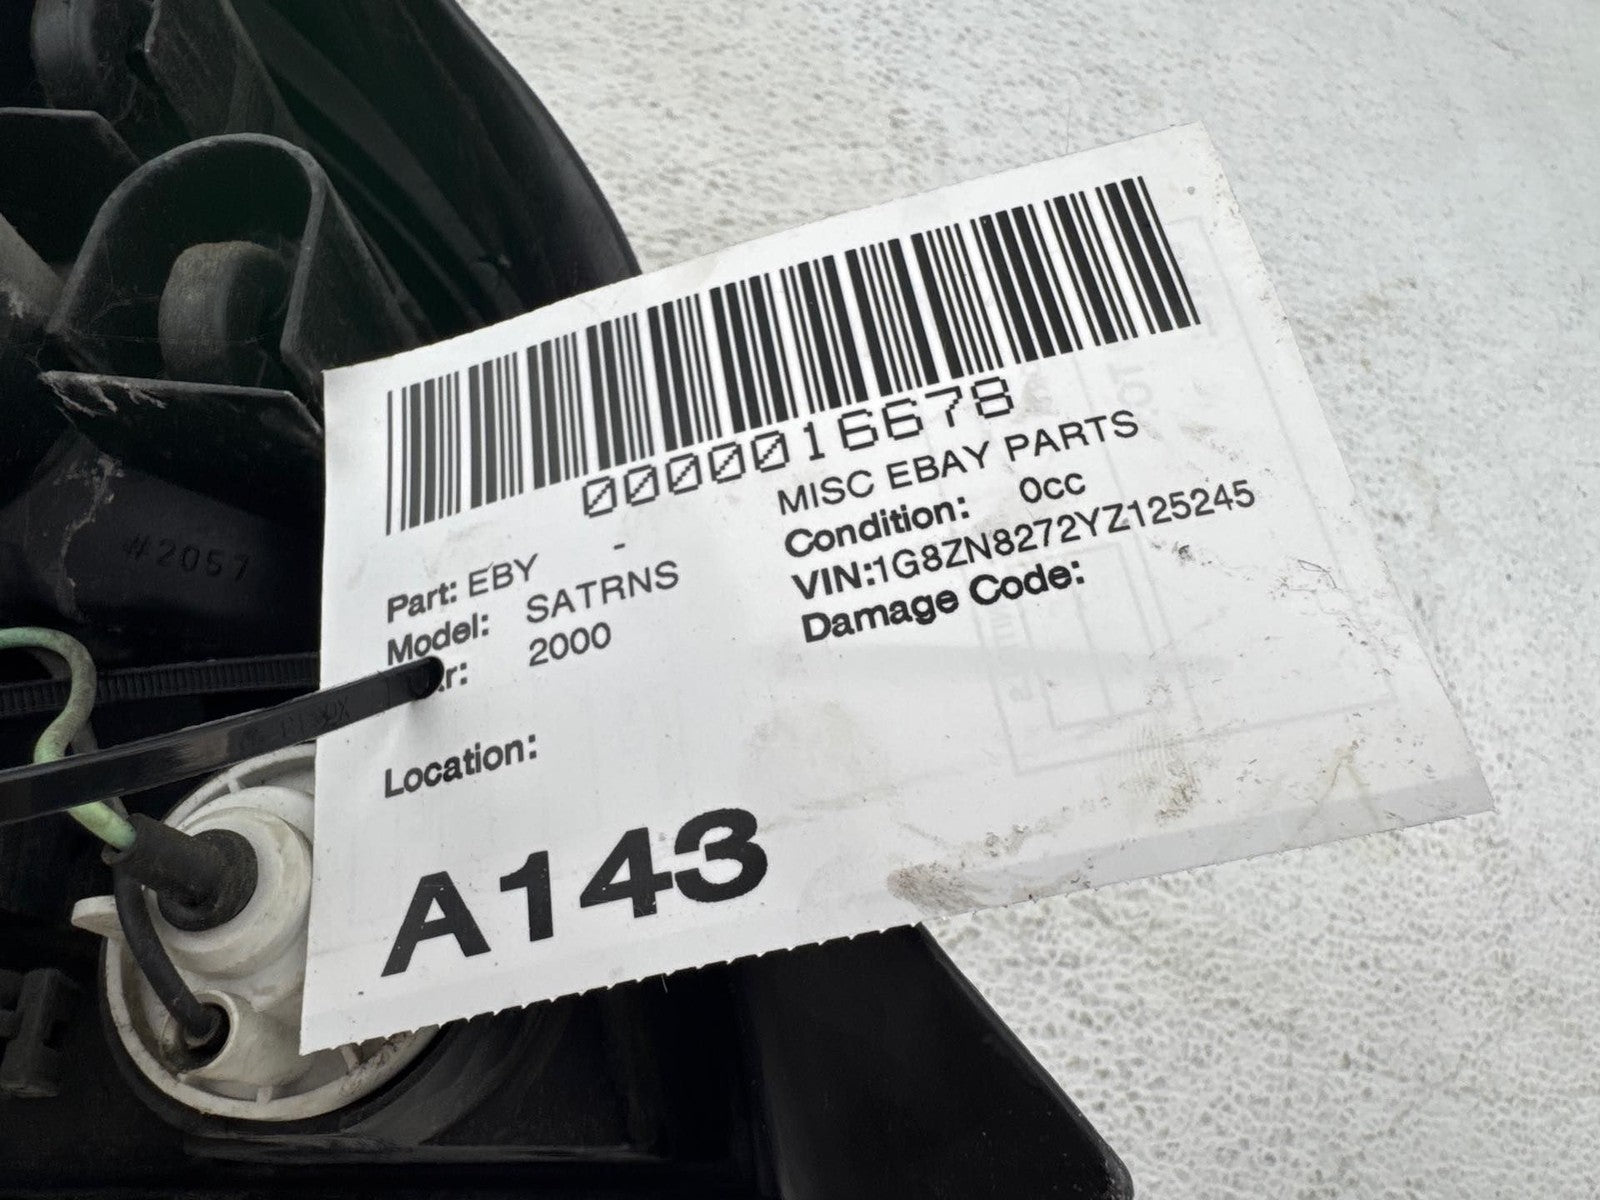 0000016678
MISC EBAY PARTS
Part: EBY -
Condition: 0cc
Model: SATRNS
VIN:1G8ZN8272YZ125245
2000
Damage Code:
Location:
A143
#2057